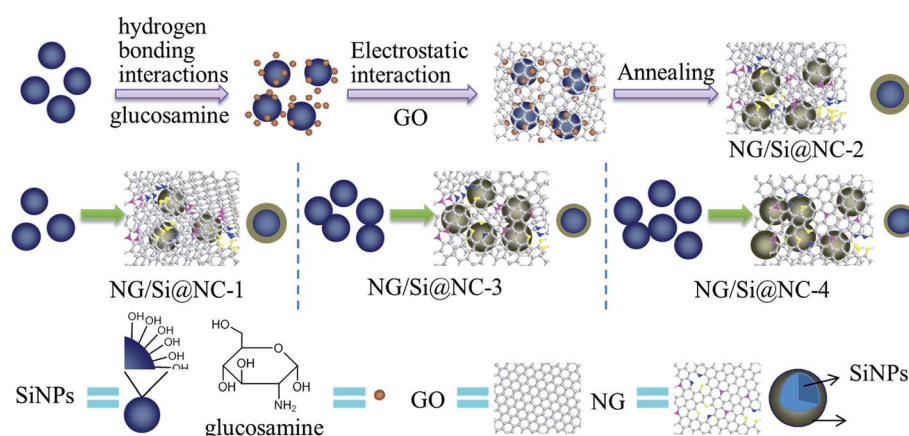 hydrogen
bonding
interactions
glucosamine
Electrostatic
interaction
GO
Annealing
NG/Si@NC-2
NG/Si@NC-1
NG/Si@NC-3
NG/Si@NC-4
OH
OH
OH
OH
OH
OH
SiNPs
HO
HO
O
OH
OH
NH2
glucosamine
GO
NG
SiNPs